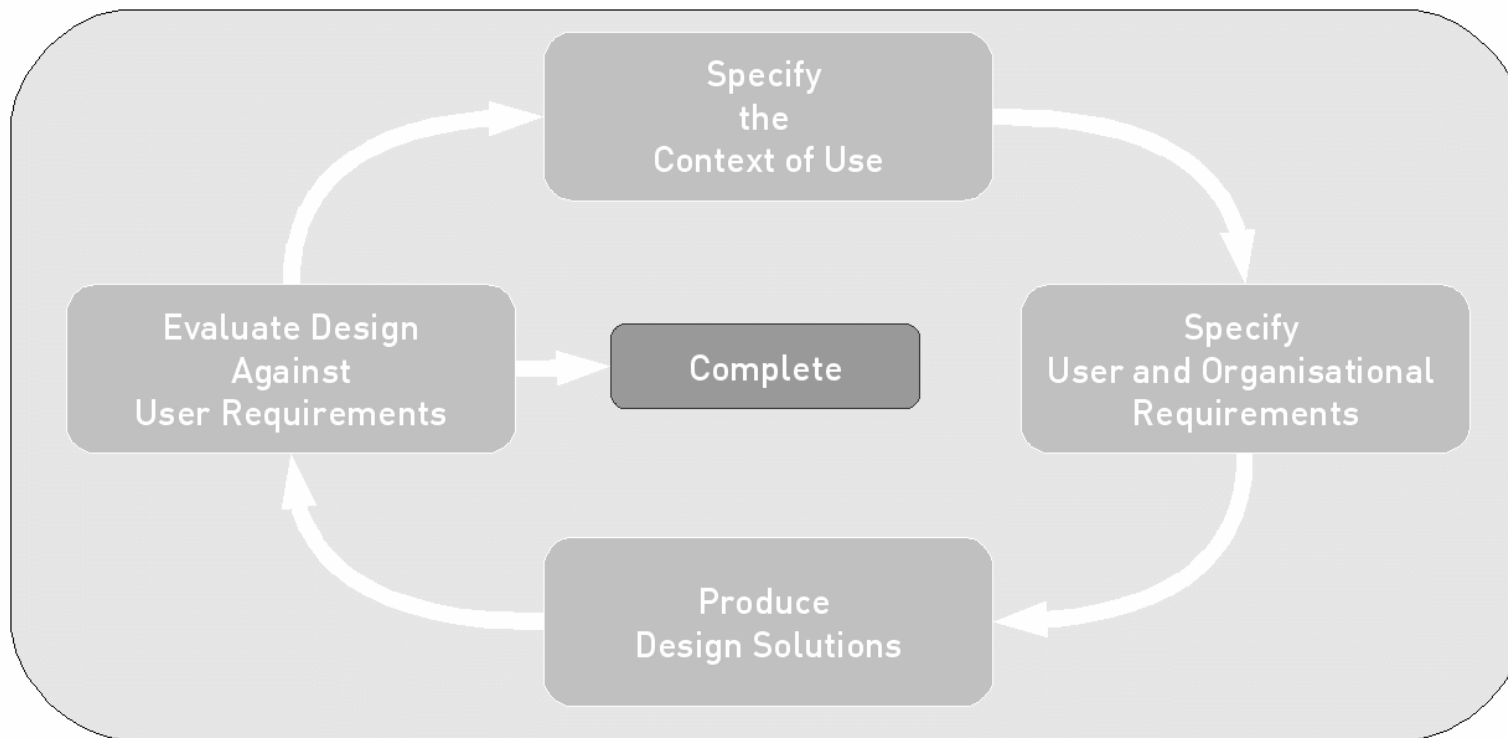 Specify
the
Context of Use
Evaluate Design
Against
User Requirements
Complete
Specify
User and Organisational
Requirements
Produce
Design Solutions